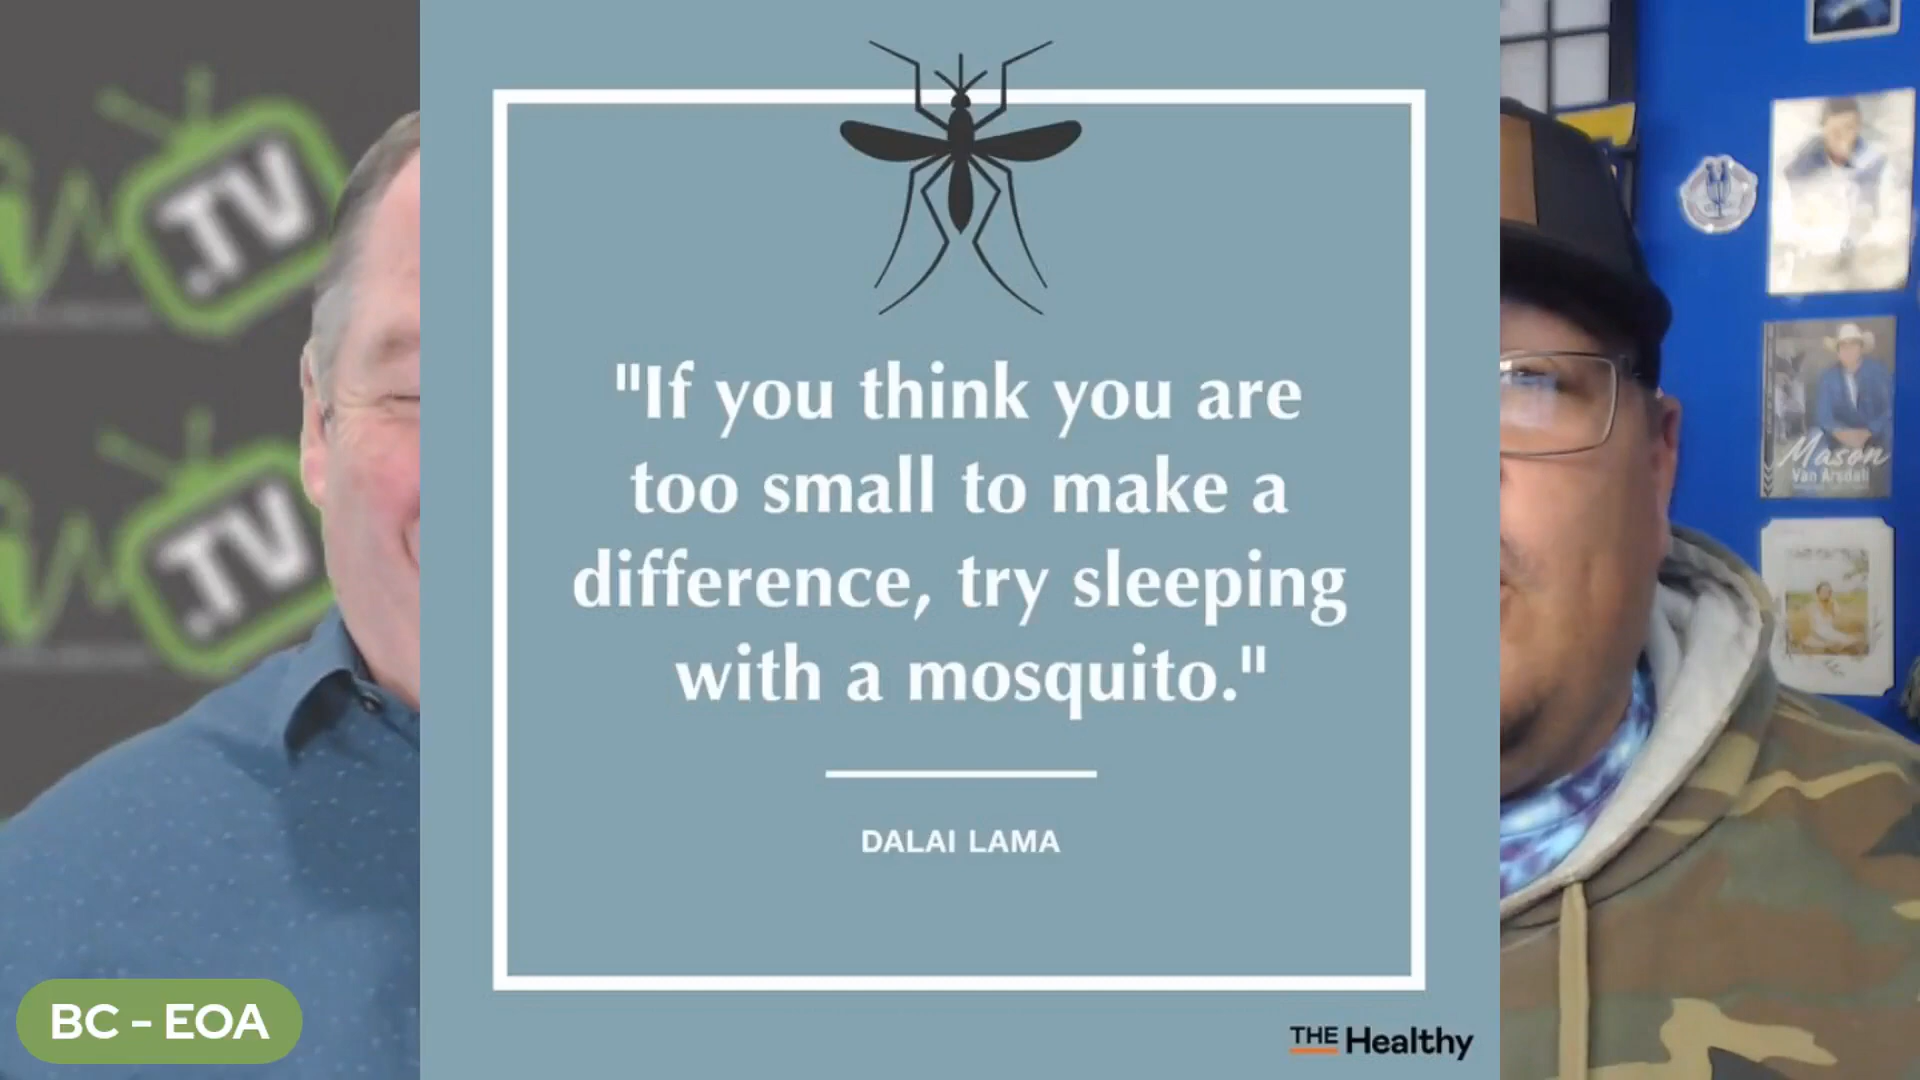 .TV
.TV
"If you think you are
too small to make a
difference, try sleeping
with a mosquito."
DALAI LAMA
THE Healthy
BC - EOA
Mason
Van Arsdall